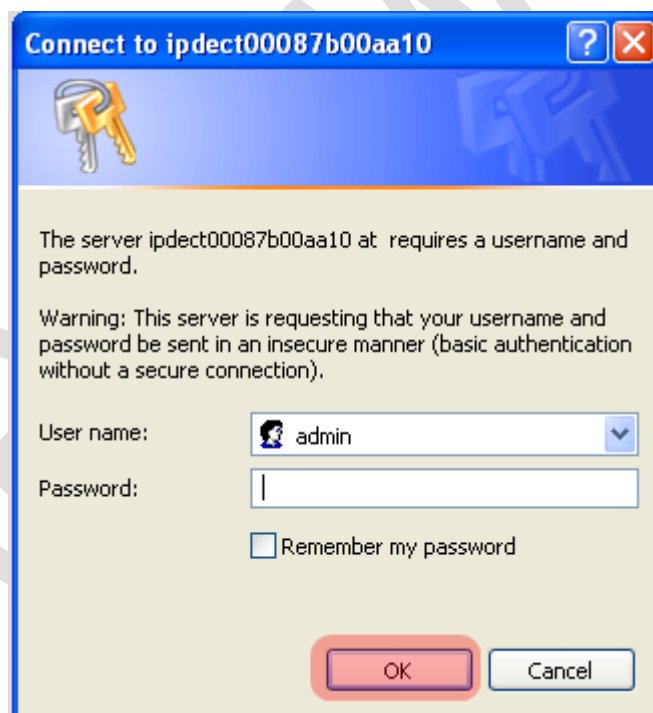 Connect to ipdect00087b00aa10
The server ipdect00087b00aa10 at requires a username and
password.
Warning: This server is requesting that your username and
password be sent in an insecure manner (basic authentication
without a secure connection).
User name:
admin
Password:
Remember my password
OK
Cancel